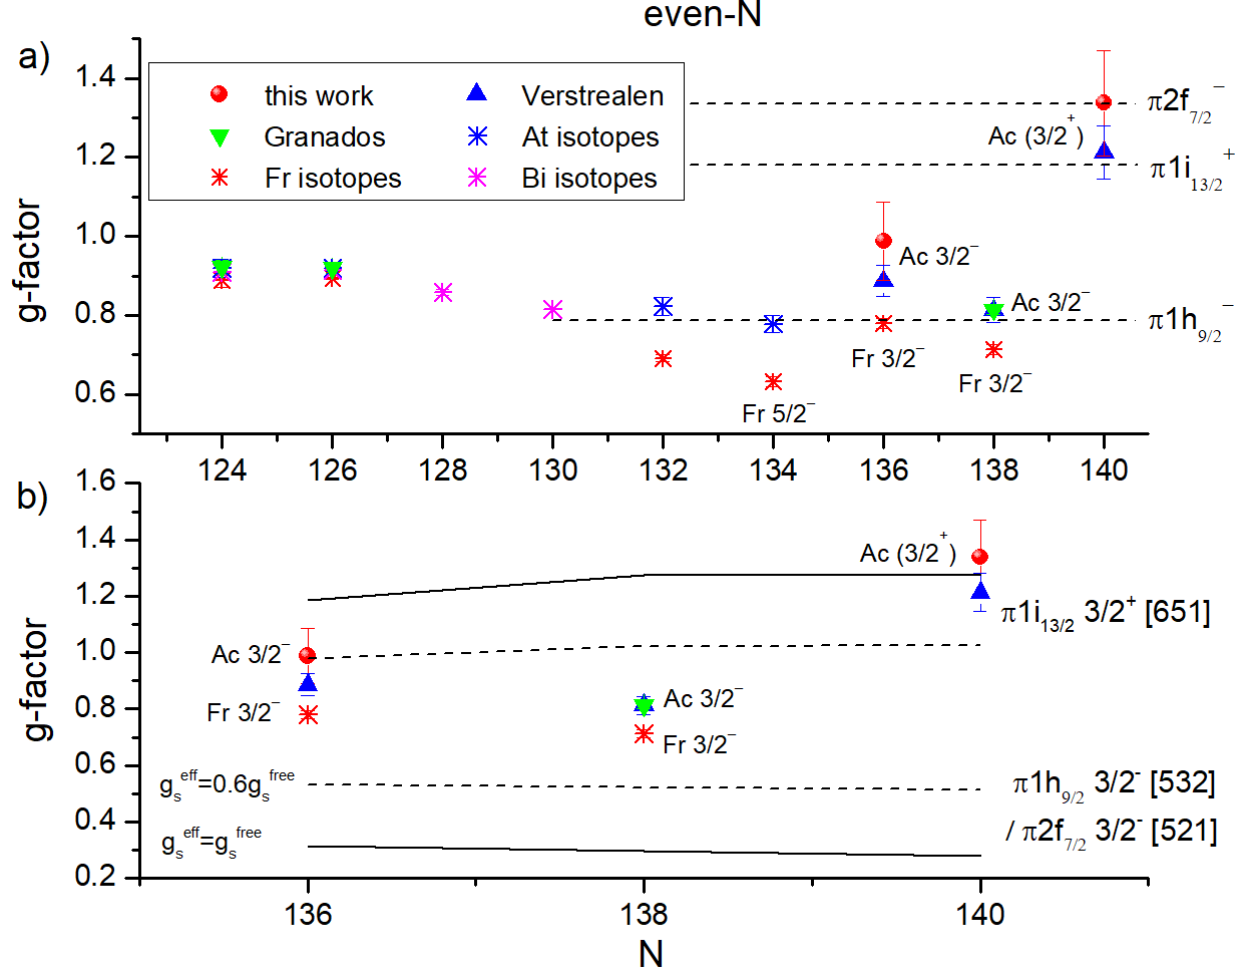 even-N
a)
this work
Verstrealen
Granados
At isotopes
Fr isotopes
Bi isotopes
g-factor
1.4
1.2
1.0
0.8
0.6
π2f7/2⁻
Ac (3/2⁺)
π1i13/2⁺
Ac 3/2⁻
Ac 3/2⁻
π1h9/2⁻
Fr 3/2⁻
Fr 3/2⁻
Fr 5/2⁻
124 126 128 130 132 134 136 138 140
b)
g-factor
1.6
1.4
1.2
1.0
0.8
0.6
0.4
0.2
Ac (3/2⁺)
π1i13/2 3/2⁺ [651]
Ac 3/2⁻
Fr 3/2⁻
Ac 3/2⁻
Fr 3/2⁻
gₛᵉᶠᶠ=0.6gₛᶠʳᵉᵉ
π1h9/2 3/2⁻ [532]
gₛᵉᶠᶠ=gₛᶠʳᵉᵉ
/ π2f7/2 3/2⁻ [521]
136 138 140
N